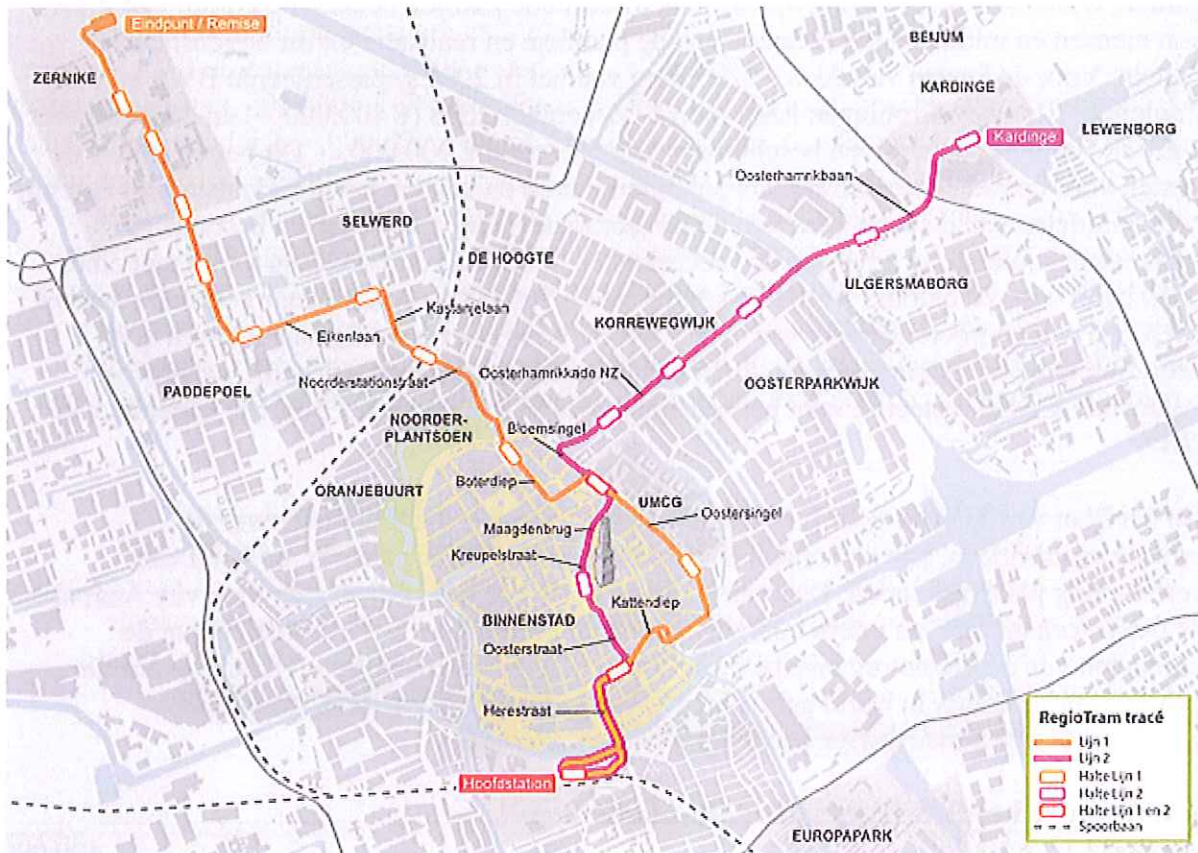 Eindpunt / Remise
BEIJUM
ZERNIKE
KARDINGE
LEWENBORG
Kardinge
Oosterhamrikbaan
SELWERD
DE HOOGTE
ULGERSMABORG
Kastanjelaan
KORREWEGWIJK
Eikenlaan
Noorderstationstraat
Oosterhamrikkade NZ
OOSTERPARKWIJK
PADDEPOEL
NOORDER-
PLANTSOEN
Bloemsingel
Boterdiep
ORANJEBUURT
UMCG
Oostersingel
Maagdenbrug
Kreupelstraat
Kattendiep
BINNENSTAD
Oosterstraat
Herestraat
Hoofdstation
EUROPAPARK
RegioTram tracé
Lijn 1
Lijn 2
Halte Lijn 1
Halte Lijn 2
Halte Lijn 1 en 2
Spoorbaan